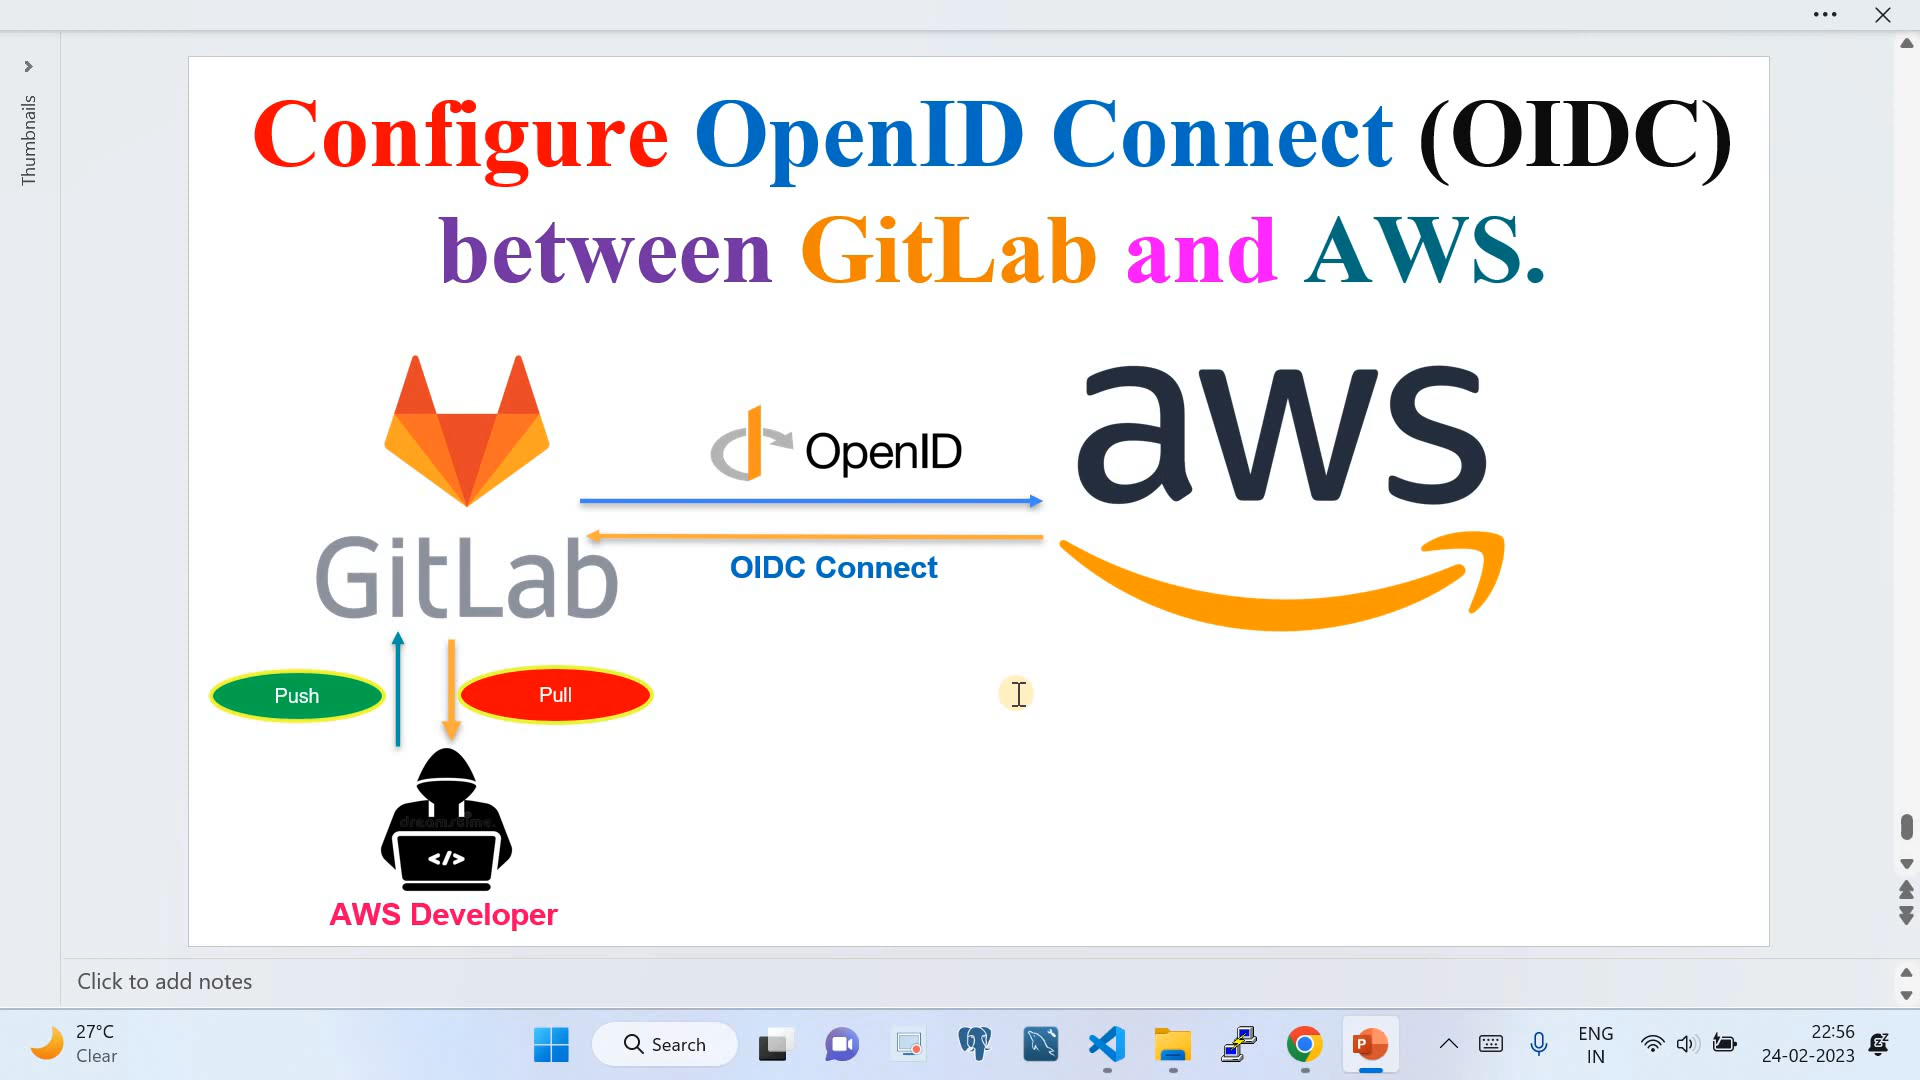 Thumbnails
Configure OpenID Connect (OIDC)
between GitLab and AWS.
aws
OpenID
OIDC Connect
GitLab
Push
Pull
dreamstime.
</>
AWS Developer
Click to add notes
27°C
Clear
Search
P
ENG
IN
22:56
24-02-2023